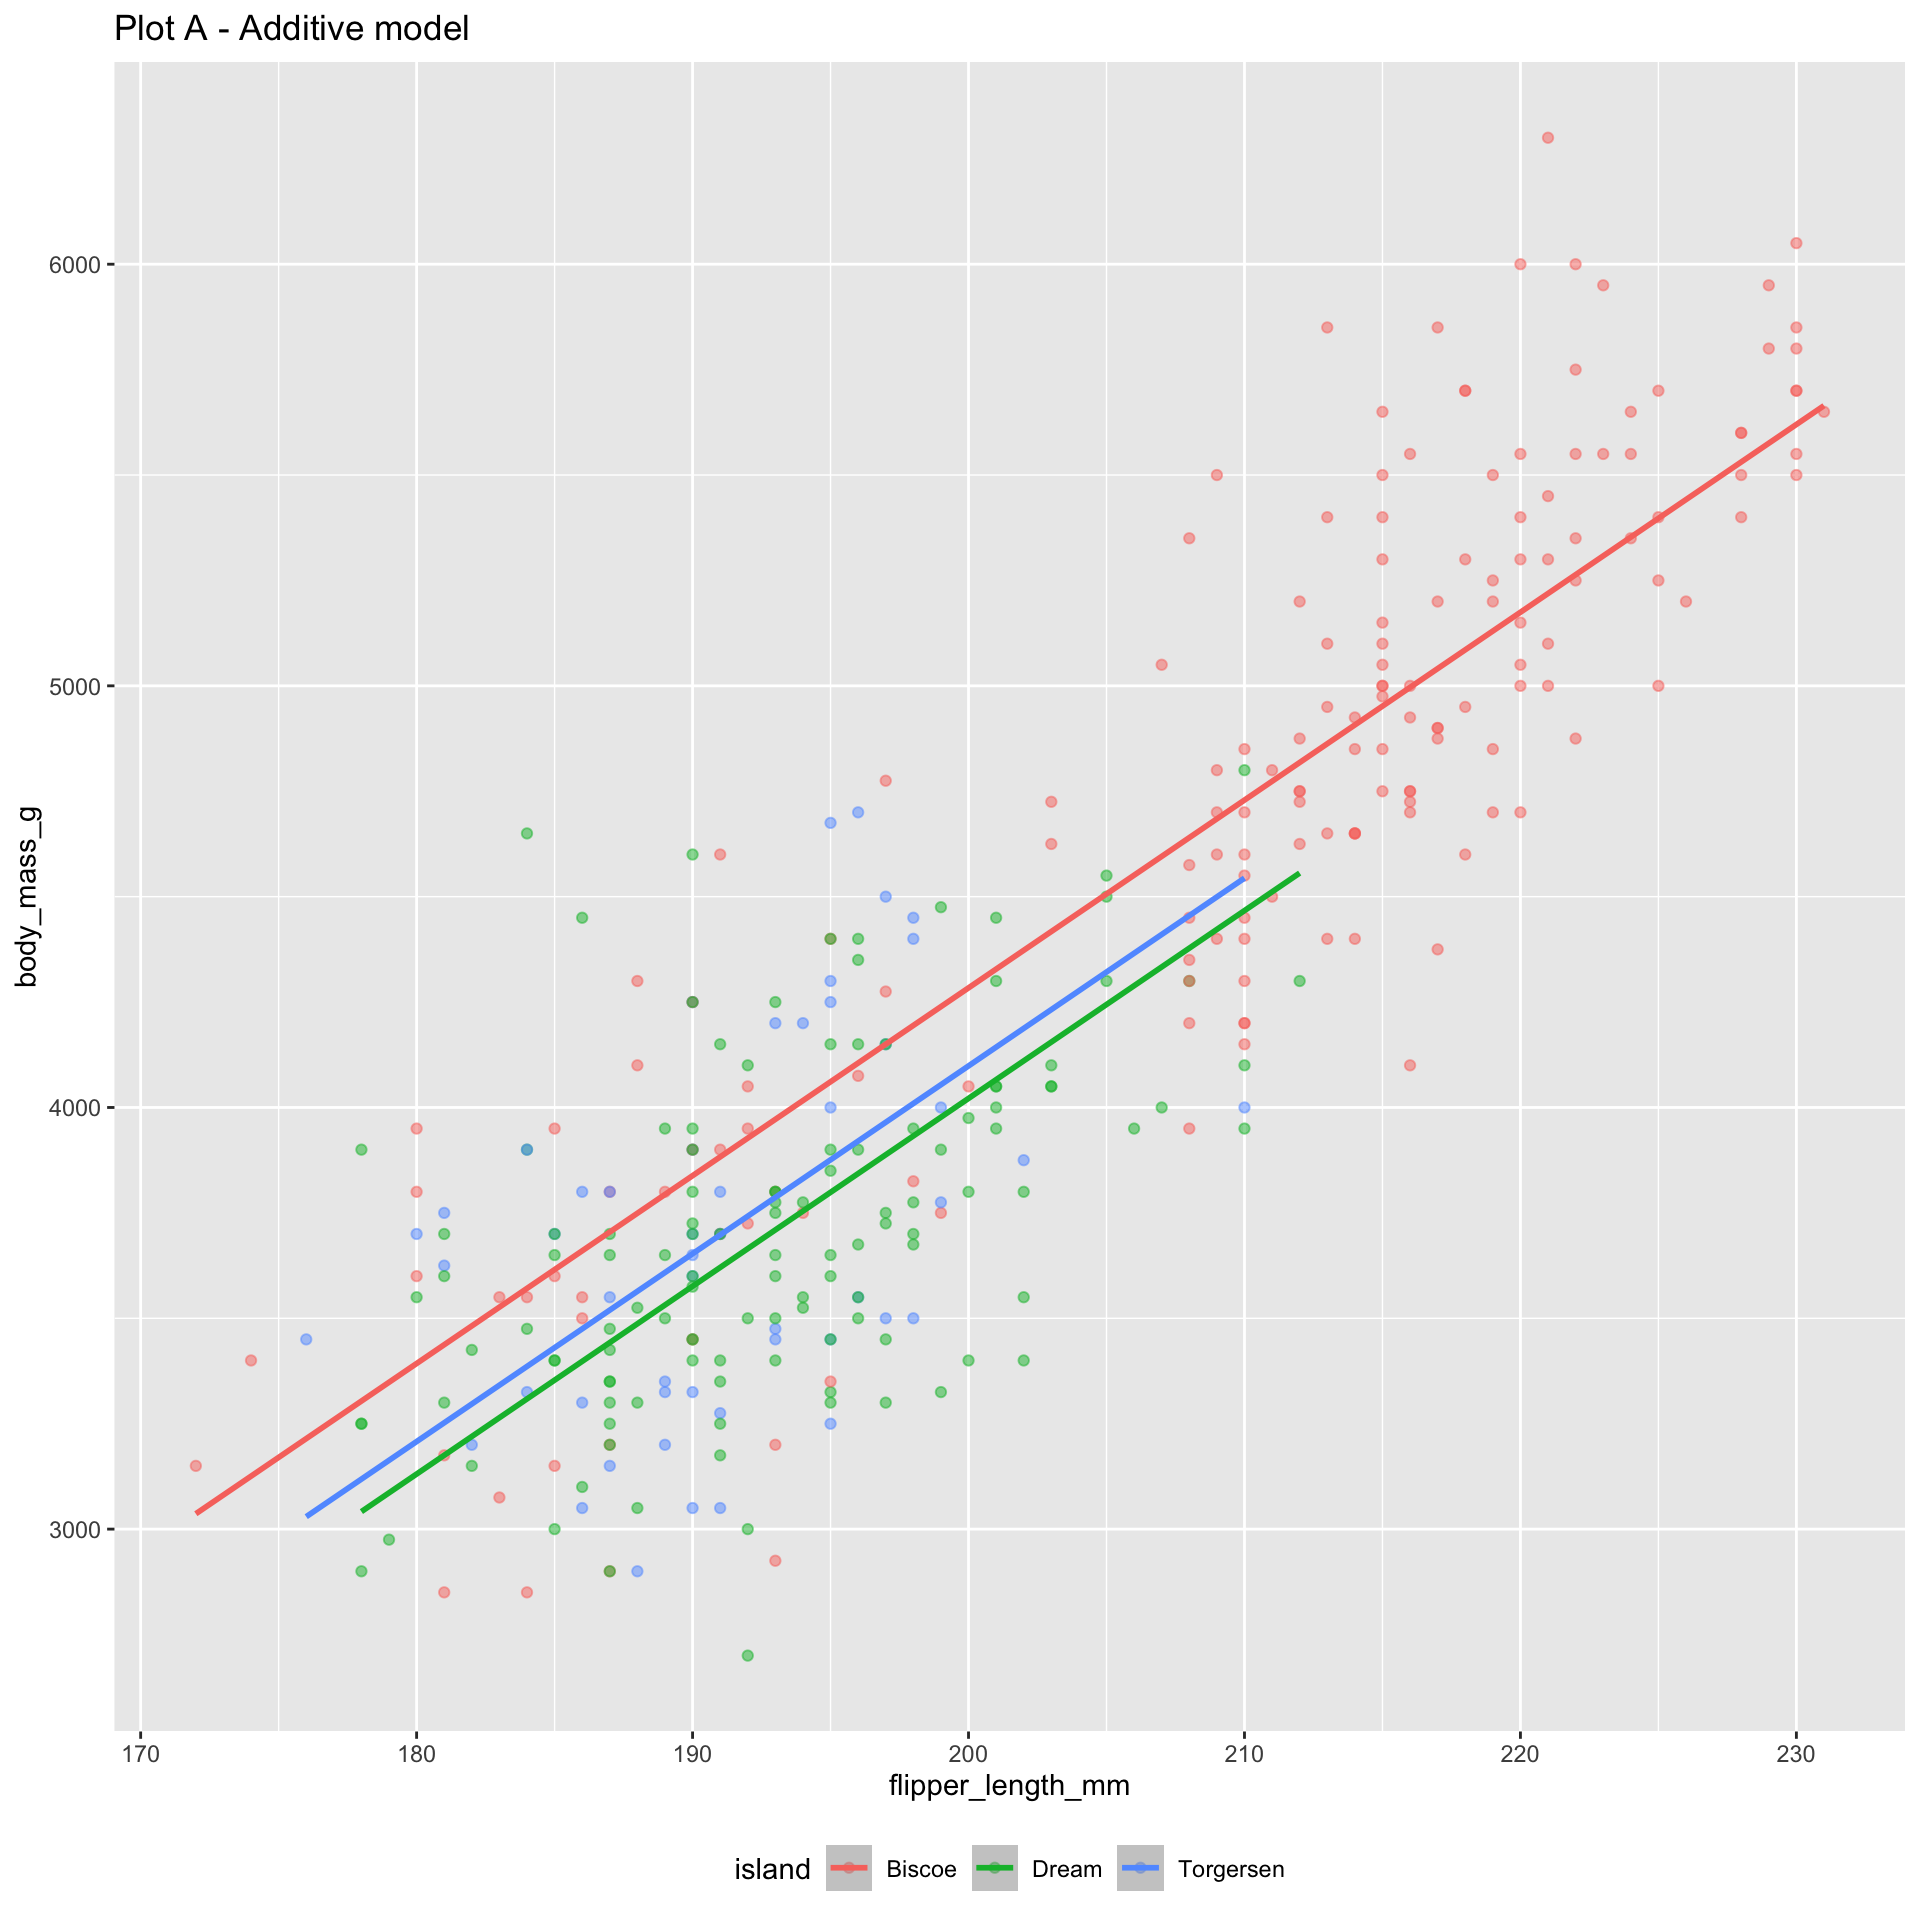 Plot A - Additive model
6000
5000
4000
3000
body_mass_g
170 180 190 200 210 220 230
flipper_length_mm
island Biscoe Dream Torgersen